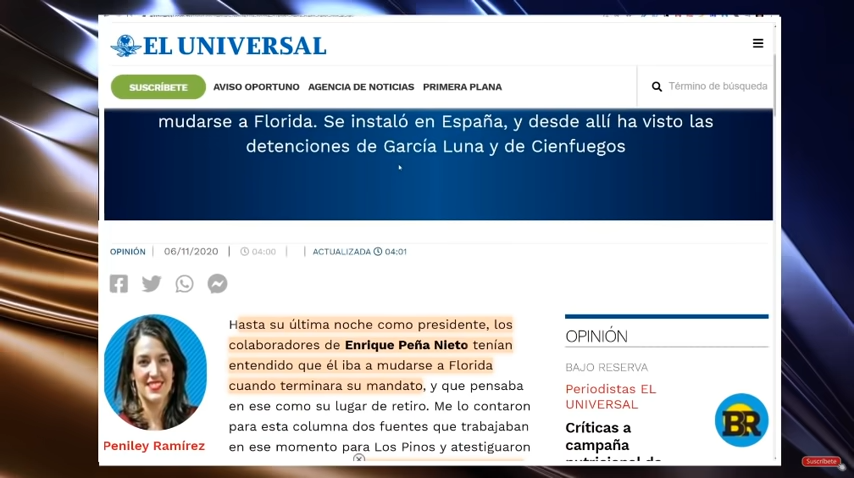 EL UNIVERSAL
SUSCRÍBETE AVISO OPORTUNO AGENCIA DE NOTICIAS PRIMERA PLANA Término de búsqueda
mudarse a Florida. Se instaló en España, y desde allí ha visto las
detenciones de García Luna y de Cienfuegos
OPINIÓN | 06/11/2020 | 04:00 | | ACTUALIZADA 04:01
Hasta su última noche como presidente, los
colaboradores de Enrique Peña Nieto tenían
entendido que él iba a mudarse a Florida
cuando terminara su mandato, y que pensaba
en ese como su lugar de retiro. Me lo contaron
para esta columna dos fuentes que trabajaban
en ese momento para Los Pinos y atestiguaron
Peniley Ramírez
OPINIÓN
BAJO RESERVA
Periodistas EL
UNIVERSAL
BR
Críticas a
campaña
nutricional de
Suscríbete